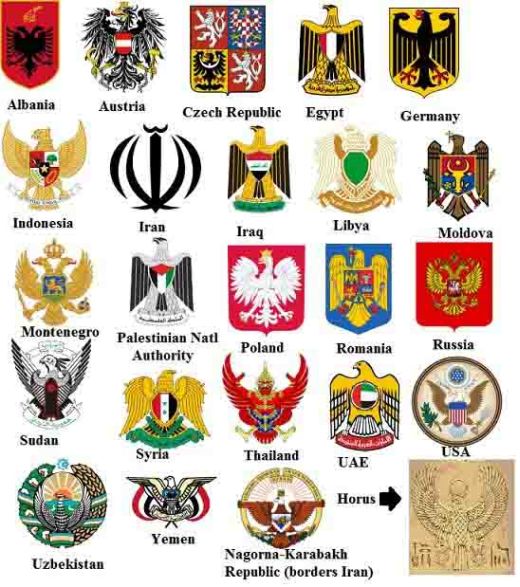 Albania
Austria
Czech Republic
Egypt
Germany
Indonesia
Iran
Iraq
Libya
Moldova
Montenegro
Palestinian Natl
Authority
Poland
Romania
Russia
Sudan
Syria
Thailand
UAE
USA
Uzbekistan
Yemen
Nagorna-Karabakh
Republic (borders Iran)
Horus